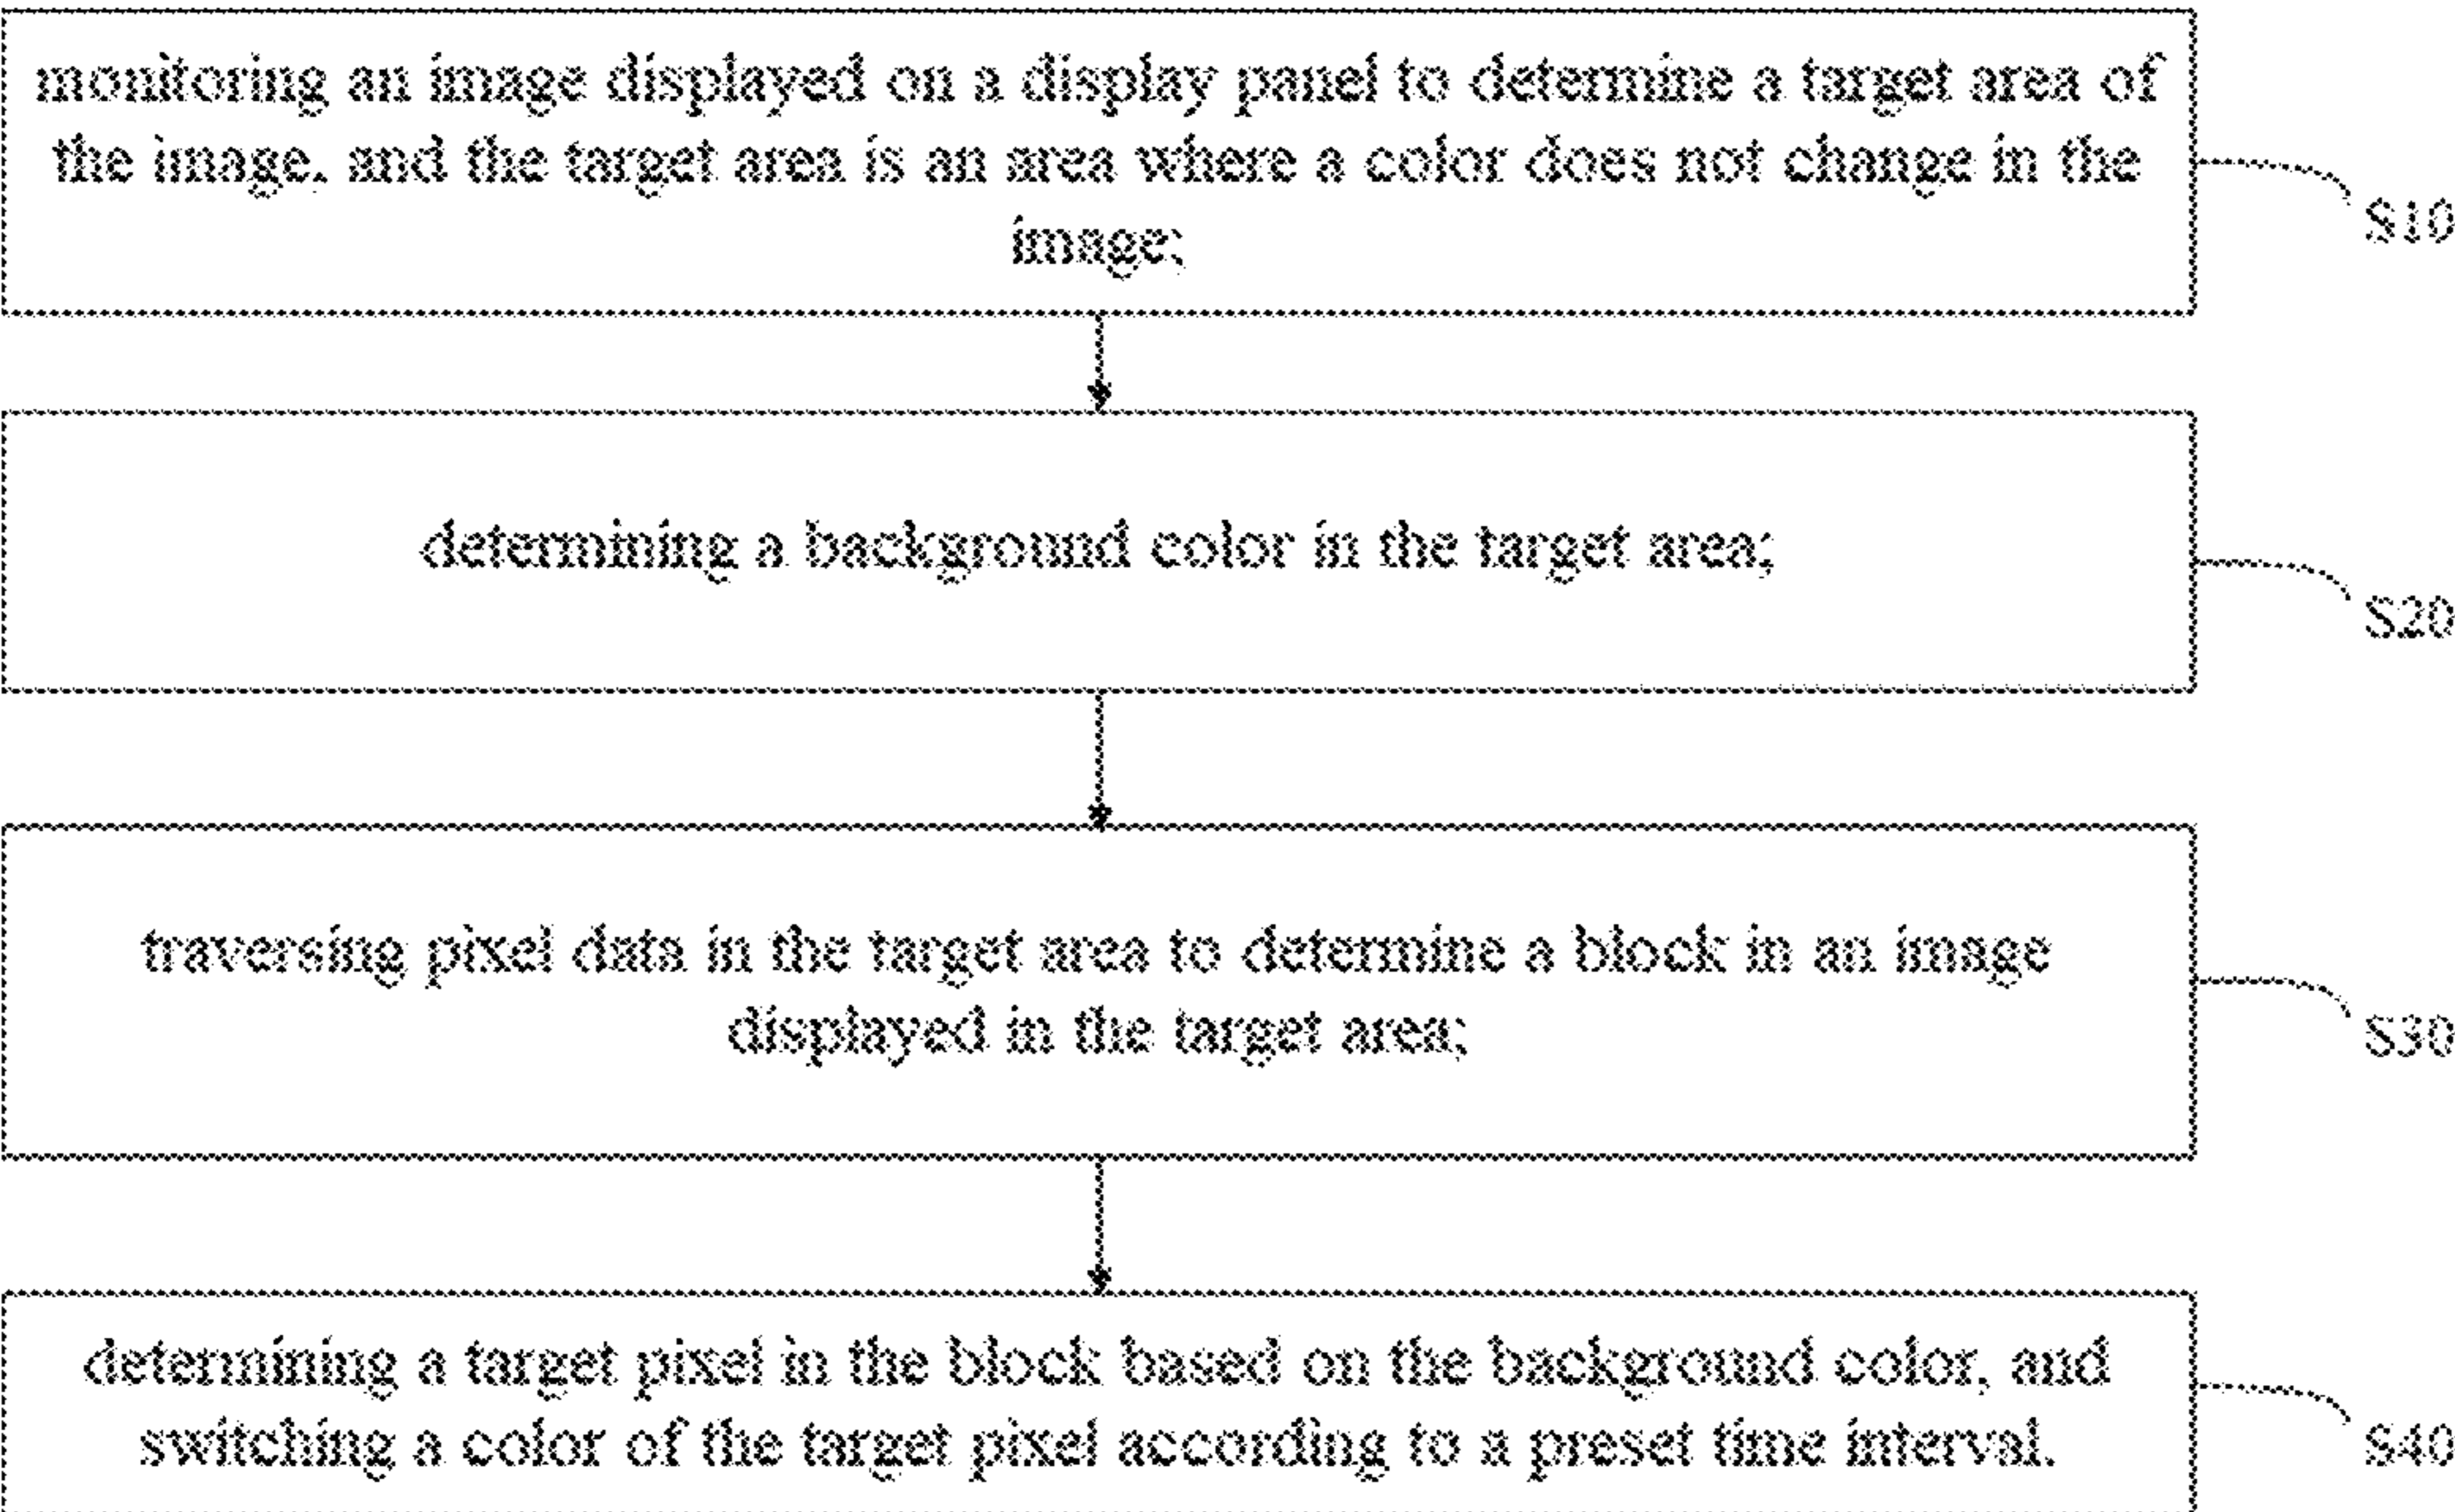 monitoring an image displayed on a display panel to determine a target area of
the image, and the target area is an area where a color does not change in the
image;
S10
determining a background color in the target area;
S20
traversing pixel data in the target area to determine a block in an image
displayed in the target area;
S30
determining a target pixel in the block based on the background color, and
switching a color of the target pixel according to a preset time interval.
S40